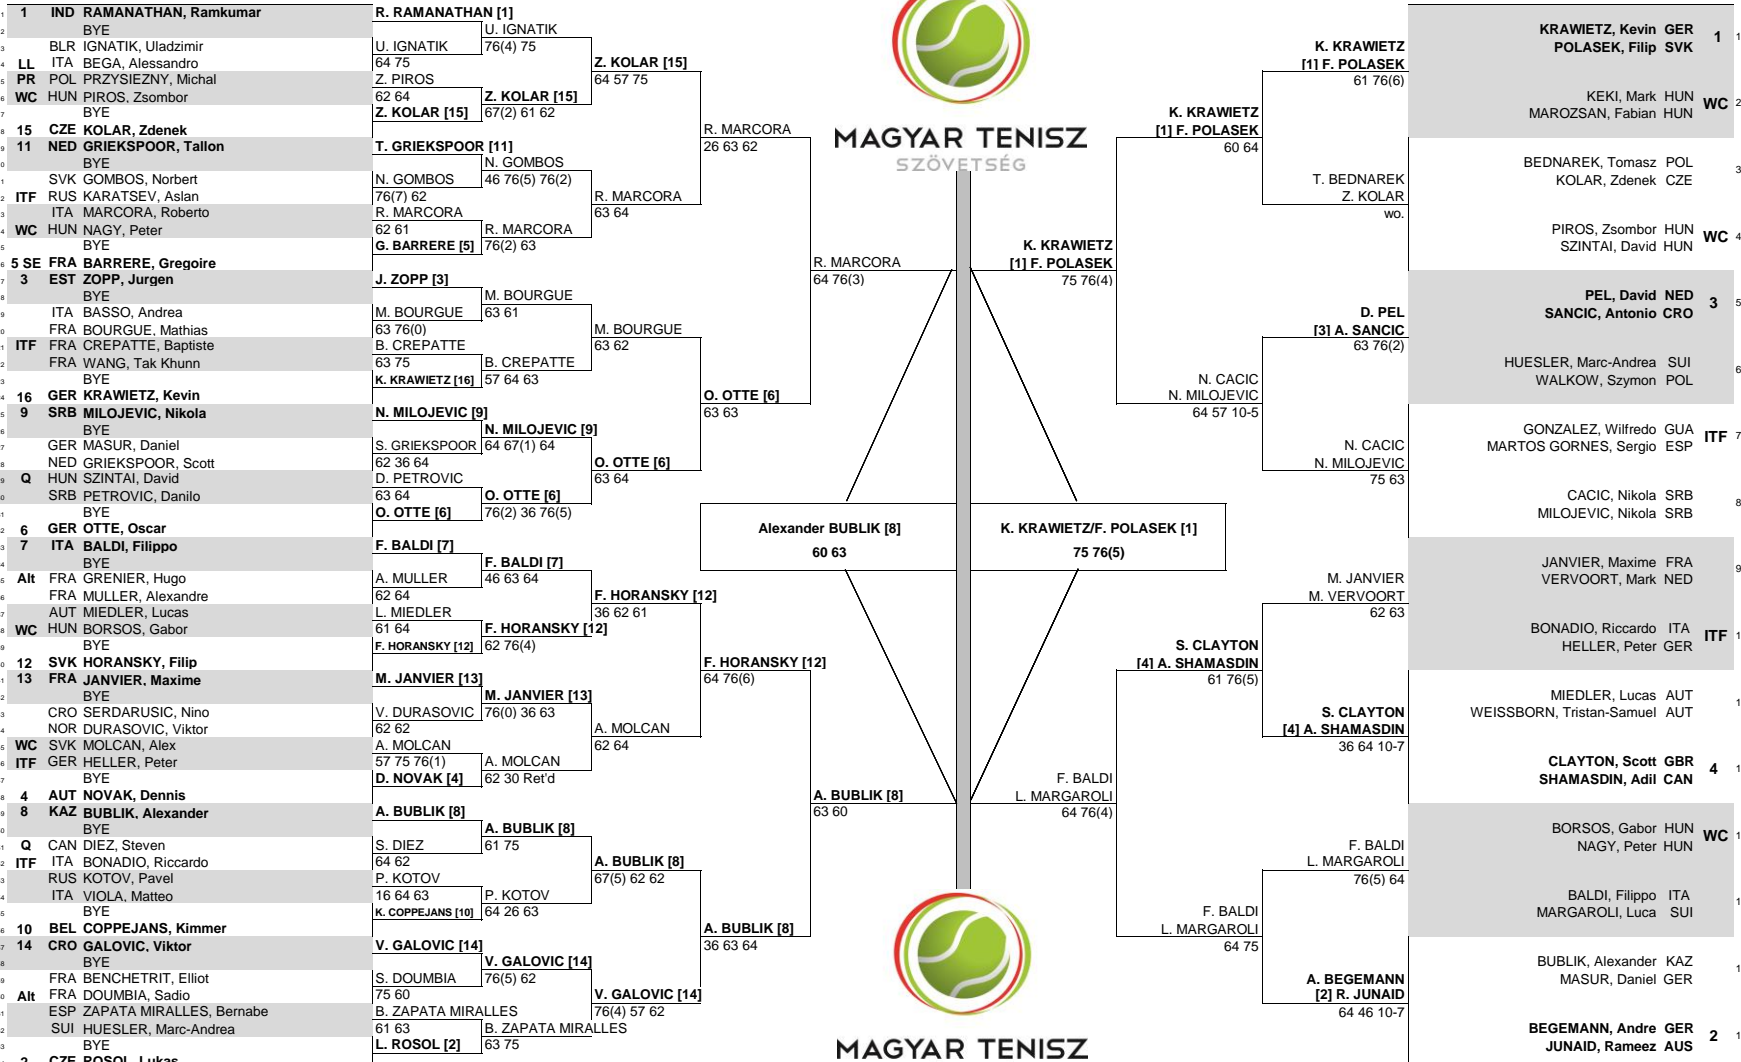 1 IND RAMANATHAN, Ramkumar
BYE
BLR IGNATIK, Uladzimir
LL ITA BEGA, Alessandro
PR POL PRZYSIEZNY, Michal
WC HUN PIROS, Zsombor
BYE
15 CZE KOLAR, Zdenek
11 NED GRIEKSPOOR, Tallon
BYE
SVK GOMBOS, Norbert
ITF RUS KARATSEV, Aslan
ITA MARCORA, Roberto
WC HUN NAGY, Peter
BYE
5 SE FRA BARRERE, Gregoire
3 EST ZOPP, Jurgen
BYE
ITA BASSO, Andrea
FRA BOURGUE, Mathias
ITF FRA CREPATTE, Baptiste
FRA WANG, Tak Khunn
BYE
16 GER KRAWIETZ, Kevin
9 SRB MILOJEVIC, Nikola
BYE
GER MASUR, Daniel
NED GRIEKSPOOR, Scott
Q HUN SZINTAI, David
SRB PETROVIC, Danilo
BYE
6 GER OTTE, Oscar
7 ITA BALDI, Filippo
BYE
Alt FRA GRENIER, Hugo
FRA MULLER, Alexandre
AUT MIEDLER, Lucas
WC HUN BORSOS, Gabor
BYE
12 SVK HORANSKY, Filip
13 FRA JANVIER, Maxime
BYE
CRO SERDARUSIC, Nino
NOR DURASOVIC, Viktor
WC SVK MOLCAN, Alex
ITF GER HELLER, Peter
BYE
4 AUT NOVAK, Dennis
8 KAZ BUBLIK, Alexander
BYE
Q CAN DIEZ, Steven
ITF ITA BONADIO, Riccardo
RUS KOTOV, Pavel
ITA VIOLA, Matteo
BYE
10 BEL COPPEJANS, Kimmer
14 CRO GALOVIC, Viktor
BYE
FRA BENCHETRIT, Elliot
Alt FRA DOUMBIA, Sadio
ESP ZAPATA MIRALLES, Bernabe
SUI HUESLER, Marc-Andrea
BYE
2 CZE ROSOL, Lukas
R. RAMANATHAN [1]
U. IGNATIK
64 75
Z. PIROS
62 64
Z. KOLAR [15]
T. GRIEKSPOOR [11]
N. GOMBOS
76(7) 62
R. MARCORA
62 61
G. BARRERE [5]
J. ZOPP [3]
M. BOURGUE
63 76(0)
B. CREPATTE
63 75
K. KRAWIETZ [16]
N. MILOJEVIC [9]
S. GRIEKSPOOR
62 36 64
D. PETROVIC
63 64
O. OTTE [6]
F. BALDI [7]
A. MULLER
62 64
L. MIEDLER
61 64
F. HORANSKY [12]
M. JANVIER [13]
V. DURASOVIC
62 62
A. MOLCAN
57 75 76(1)
D. NOVAK [4]
A. BUBLIK [8]
S. DIEZ
64 62
P. KOTOV
16 64 63
K. COPPEJANS [10]
V. GALOVIC [14]
S. DOUMBIA
75 60
B. ZAPATA MIRALLES
61 63
L. ROSOL [2]
U. IGNATIK
76(4) 75
Z. KOLAR [15]
67(2) 61 62
N. GOMBOS
46 76(5) 76(2)
R. MARCORA
76(2) 63
M. BOURGUE
63 61
B. CREPATTE
57 64 63
N. MILOJEVIC [9]
64 67(1) 64
O. OTTE [6]
76(2) 36 76(5)
F. BALDI [7]
46 63 64
F. HORANSKY [12]
62 76(4)
M. JANVIER [13]
76(0) 36 63
A. MOLCAN
62 30 Ret'd
A. BUBLIK [8]
61 75
P. KOTOV
64 26 63
V. GALOVIC [14]
76(5) 62
B. ZAPATA MIRALLES
63 75
Z. KOLAR [15]
64 57 75
R. MARCORA
63 64
M. BOURGUE
63 62
O. OTTE [6]
63 64
F. HORANSKY [12]
36 62 61
A. MOLCAN
62 64
A. BUBLIK [8]
67(5) 62 62
V. GALOVIC [14]
76(4) 57 62
R. MARCORA
26 63 62
O. OTTE [6]
63 63
F. HORANSKY [12]
64 76(6)
A. BUBLIK [8]
36 63 64
R. MARCORA
64 76(3)
A. BUBLIK [8]
63 60
MAGYAR TENISZ
SZÖVETSÉG
Alexander BUBLIK [8]
60 63
K. KRAWIETZ/F. POLASEK [1]
75 76(5)
MAGYAR TENISZ
K. KRAWIETZ
[1] F. POLASEK
75 76(4)
F. BALDI
L. MARGAROLI
64 76(4)
K. KRAWIETZ
[1] F. POLASEK
60 64
N. CACIC
N. MILOJEVIC
64 57 10-5
S. CLAYTON
[4] A. SHAMASDIN
61 76(5)
F. BALDI
L. MARGAROLI
64 75
K. KRAWIETZ
[1] F. POLASEK
61 76(6)
T. BEDNAREK
Z. KOLAR
wo.
D. PEL
[3] A. SANCIC
63 76(2)
N. CACIC
N. MILOJEVIC
75 63
M. JANVIER
M. VERVOORT
62 63
S. CLAYTON
[4] A. SHAMASDIN
36 64 10-7
F. BALDI
L. MARGAROLI
76(5) 64
A. BEGEMANN
[2] R. JUNAID
64 46 10-7
KRAWIETZ, Kevin GER
POLASEK, Filip SVK
1 1
KEKI, Mark HUN
MAROZSAN, Fabian HUN
WC 2
BEDNAREK, Tomasz POL
KOLAR, Zdenek CZE
3
PIROS, Zsombor HUN
SZINTAI, David HUN
WC 4
PEL, David NED
SANCIC, Antonio CRO
3 5
HUESLER, Marc-Andrea SUI
WALKOW, Szymon POL
6
GONZALEZ, Wilfredo GUA
MARTOS GORNES, Sergio ESP
ITF 7
CACIC, Nikola SRB
MILOJEVIC, Nikola SRB
8
JANVIER, Maxime FRA
VERVOORT, Mark NED
9
BONADIO, Riccardo ITA
HELLER, Peter GER
ITF 1
MIEDLER, Lucas AUT
WEISSBORN, Tristan-Samuel AUT
1
CLAYTON, Scott GBR
SHAMASDIN, Adil CAN
4 1
BORSOS, Gabor HUN
NAGY, Peter HUN
WC 1
BALDI, Filippo ITA
MARGAROLI, Luca SUI
1
BUBLIK, Alexander KAZ
MASUR, Daniel GER
1
BEGEMANN, Andre GER
JUNAID, Rameez AUS
2 1